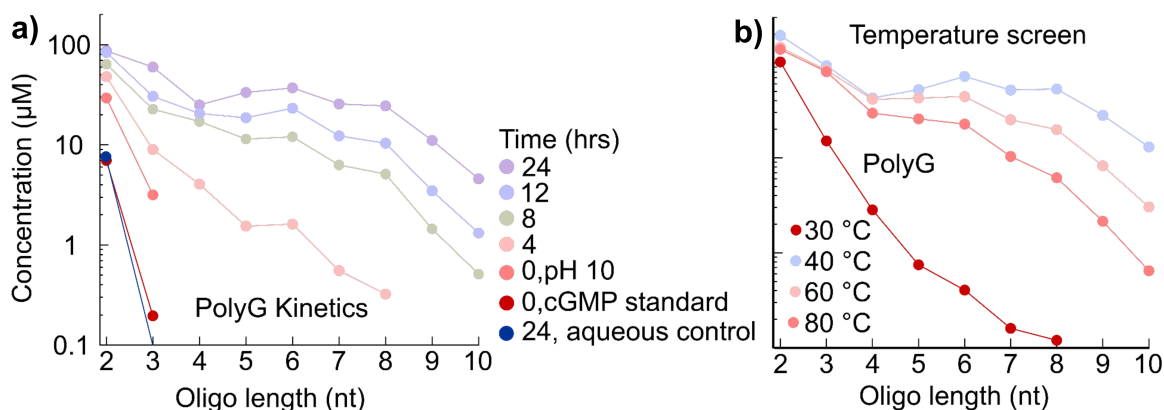 a)
Concentration (µM)
100
10
1
0.1
2 3 4 5 6 7 8 9 10
Oligo length (nt)
PolyG Kinetics
Time (hrs)
24
12
8
4
0,pH 10
0,cGMP standard
24, aqueous control
b)
Temperature screen
PolyG
30 °C
40 °C
60 °C
80 °C
2 3 4 5 6 7 8 9 10
Oligo length (nt)